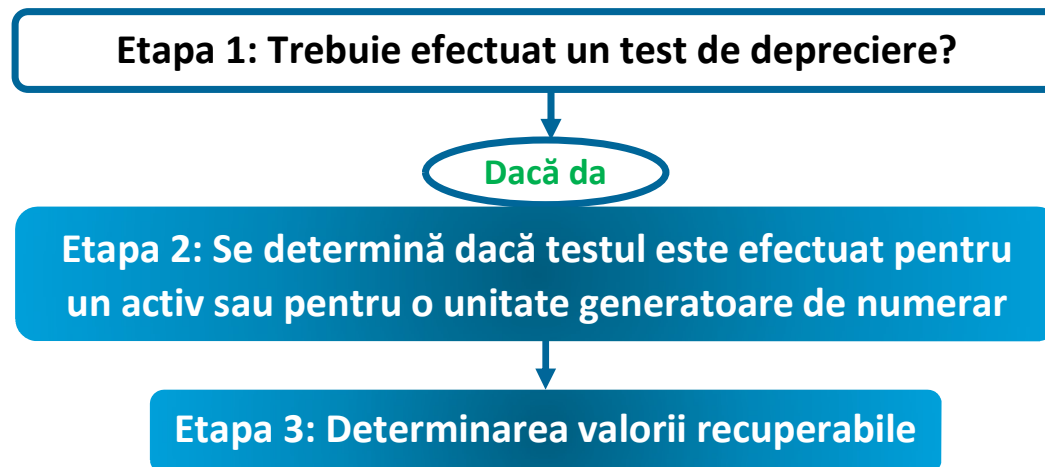 Etapa 1: Trebuie efectuat un test de depreciere?
Dacă da
Etapa 2: Se determină dacă testul este efectuat pentru
un activ sau pentru o unitate generatoare de numerar
Etapa 3: Determinarea valorii recuperabile